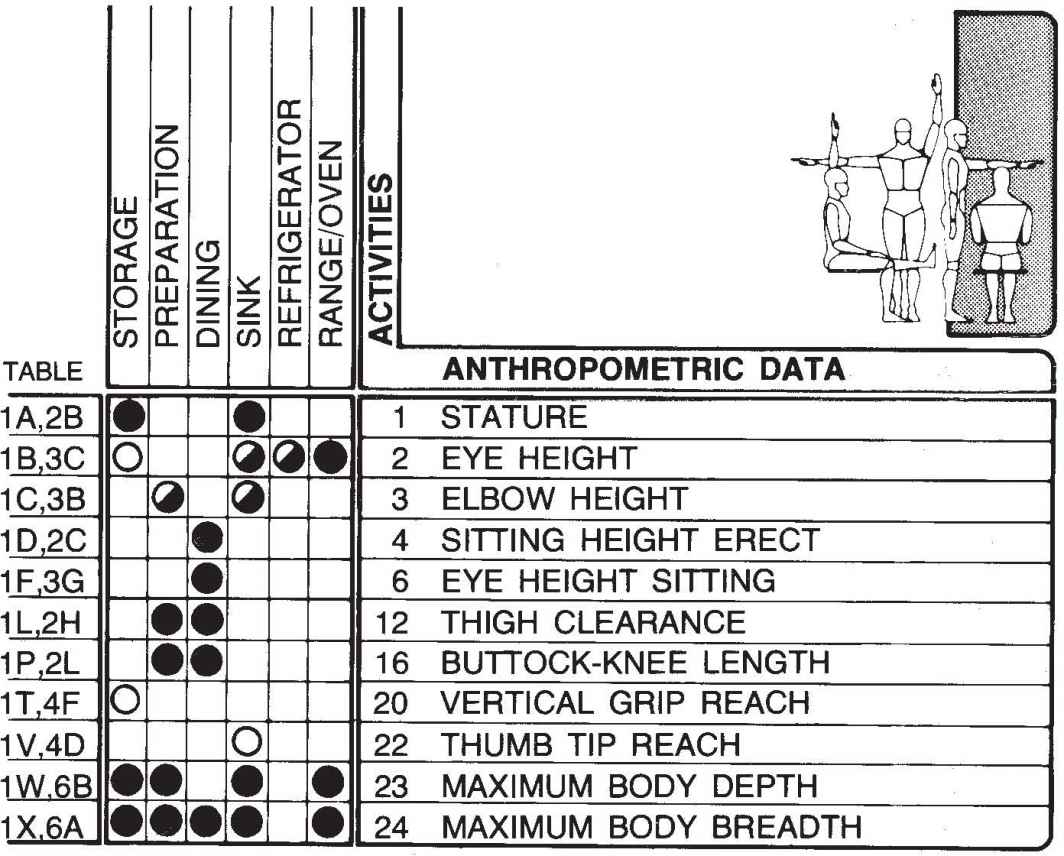 STORAGE
PREPARATION
DINING
SINK
REFRIGERATOR
RANGE/OVEN
ACTIVITIES
TABLE ANTHROPOMETRIC DATA
1A,2B 1 STATURE
1B,3C 2 EYE HEIGHT
1C,3B 3 ELBOW HEIGHT
1D,2C 4 SITTING HEIGHT ERECT
1F,3G 6 EYE HEIGHT SITTING
1L,2H 12 THIGH CLEARANCE
1P,2L 16 BUTTOCK-KNEE LENGTH
1T,4F 20 VERTICAL GRIP REACH
1V,4D 22 THUMB TIP REACH
1W,6B 23 MAXIMUM BODY DEPTH
1X,6A 24 MAXIMUM BODY BREADTH